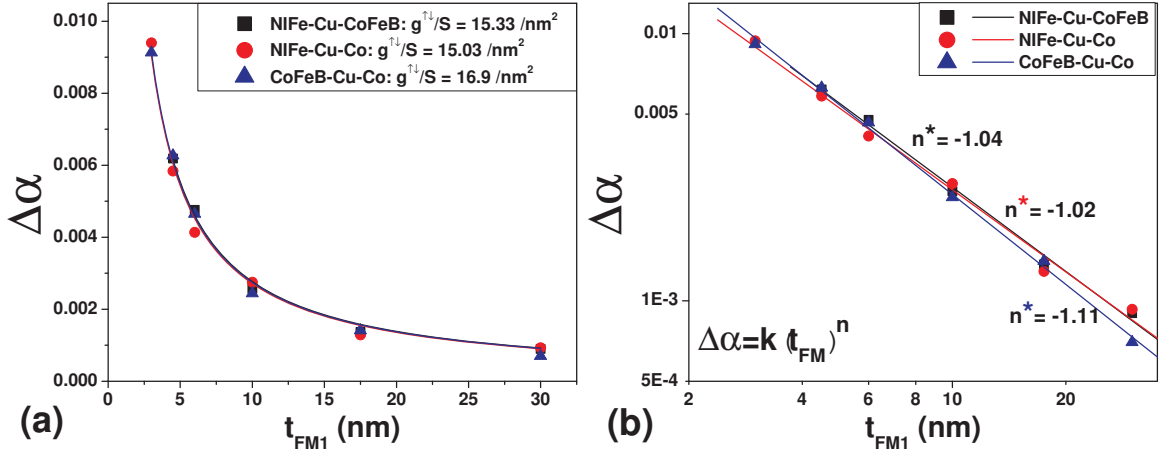 NIFe-Cu-CoFeB: g↑↓/S = 15.33 /nm²
NIFe-Cu-Co: g↑↓/S = 15.03 /nm²
CoFeB-Cu-Co: g↑↓/S = 16.9 /nm²
0.010
0.008
0.006
0.004
0.002
0.000
Δα
0 5 10 15 20 25 30
t_FM1 (nm)
(a)
NIFe-Cu-CoFeB
NIFe-Cu-Co
CoFeB-Cu-Co
0.01
0.005
1E-3
5E-4
Δα
n*= -1.04
n*= -1.02
n*= -1.11
Δα=k (t_FM)^n
2 4 6 8 10 20
t_FM1 (nm)
(b)